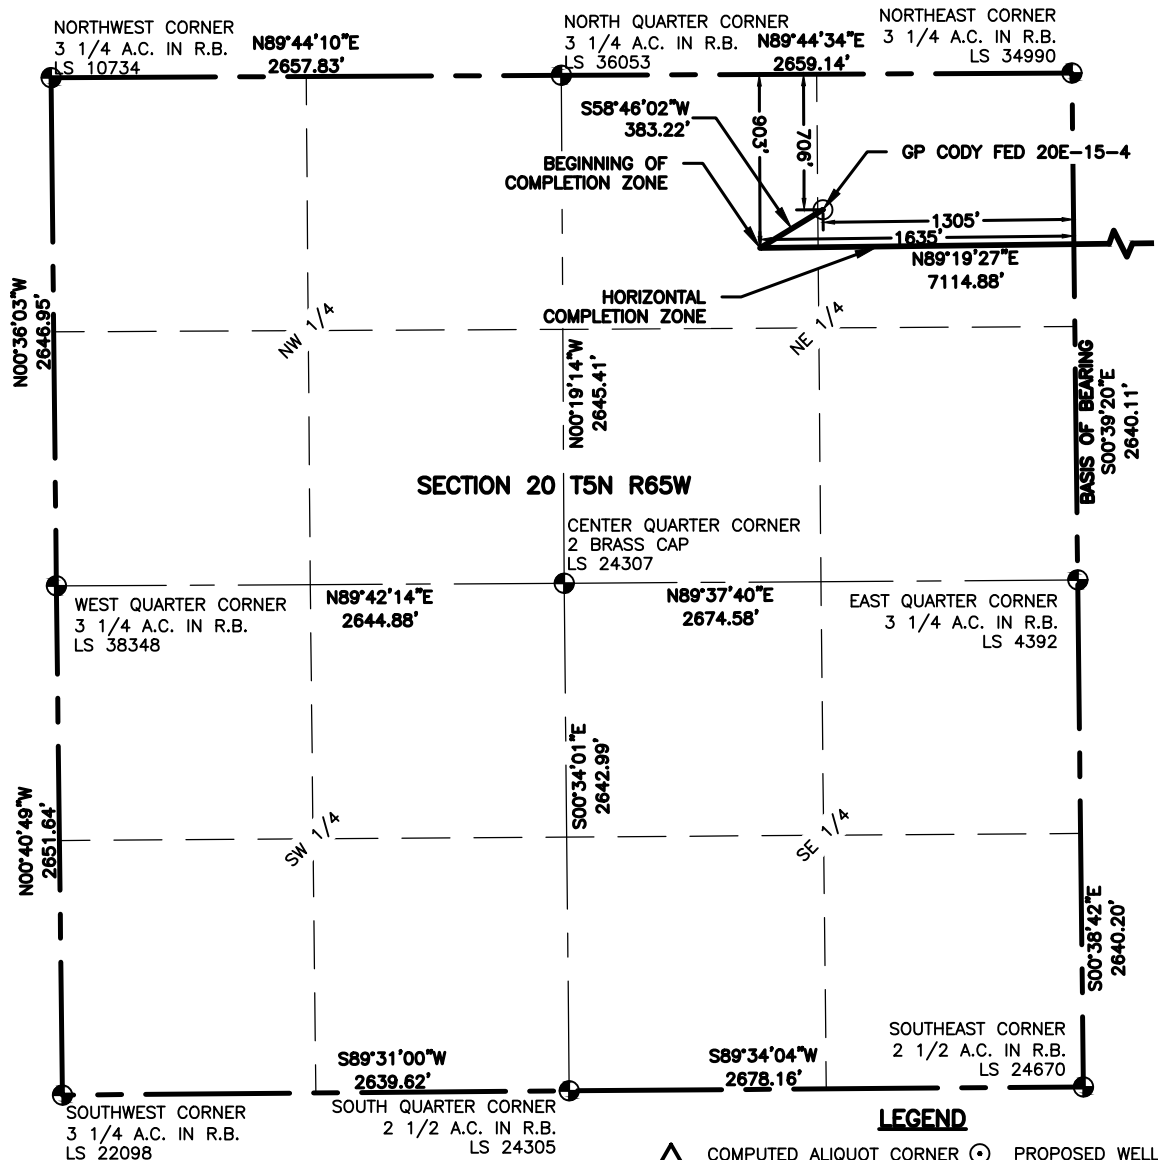 NORTHWEST CORNER
3 1/4 A.C. IN R.B.
LS 10734
N89°44'10"E
2657.83'
NORTH QUARTER CORNER
3 1/4 A.C. IN R.B.
LS 36053
N89°44'34"E
2659.14'
NORTHEAST CORNER
3 1/4 A.C. IN R.B.
LS 34990
S58°46'02"W
383.22'
903'
706'
GP CODY FED 20E-15-4
BEGINNING OF
COMPLETION ZONE
1305'
1635'
N89°19'27"E
7114.88'
HORIZONTAL
COMPLETION ZONE
N00°36'03"W
2646.95'
NW 1/4
N00°19'14"W
2645.41'
NE 1/4
BASIS OF BEARING
S00°39'20"E
2640.11'
SECTION 20 T5N R65W
CENTER QUARTER CORNER
2 BRASS CAP
LS 24307
WEST QUARTER CORNER
3 1/4 A.C. IN R.B.
LS 38348
N89°42'14"E
2644.88'
N89°37'40"E
2674.58'
EAST QUARTER CORNER
3 1/4 A.C. IN R.B.
LS 4392
N00°40'49"W
2651.64'
SW 1/4
S00°34'01"E
2642.99'
SE 1/4
S00°38'42"E
2640.20'
SOUTHWEST CORNER
3 1/4 A.C. IN R.B.
LS 22098
S89°31'00"W
2639.62'
SOUTH QUARTER CORNER
2 1/2 A.C. IN R.B.
LS 24305
S89°34'04"W
2678.16'
SOUTHEAST CORNER
2 1/2 A.C. IN R.B.
LS 24670
LEGEND
COMPUTED ALIQUOT CORNER
PROPOSED WELL